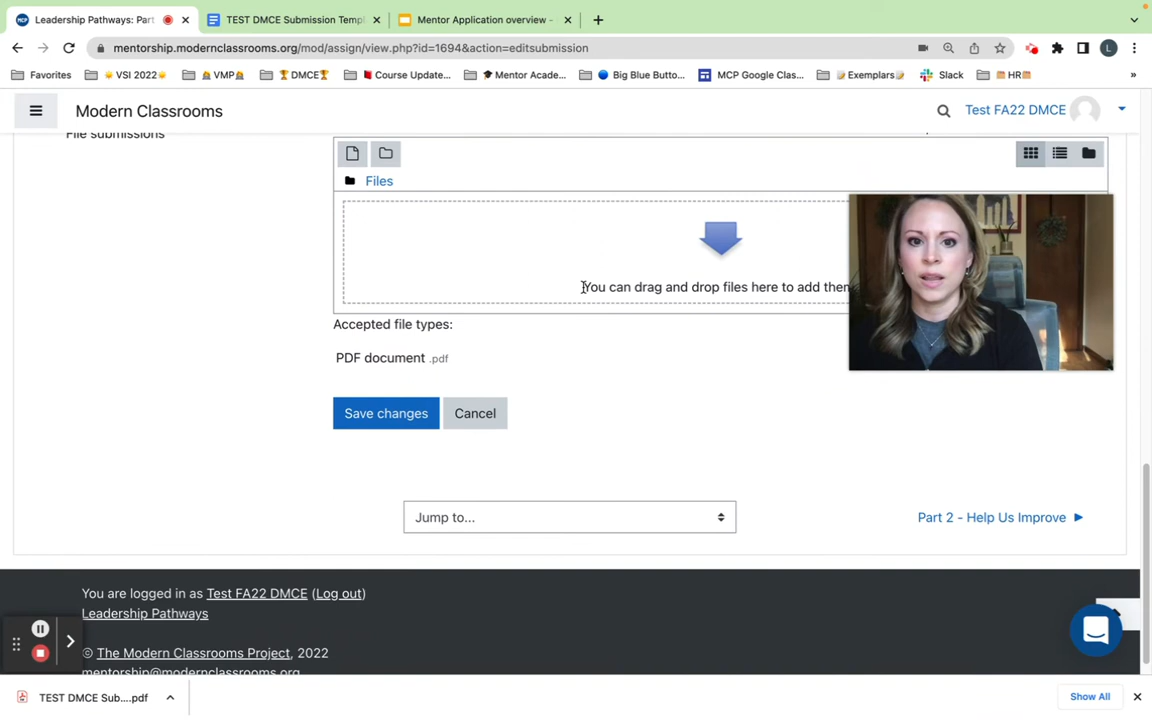 Leadership Pathways: Part
TEST DMCE Submission Templ
Mentor Application overview -
mentorship.modernclassrooms.org/mod/assign/view.php?id=1694&action=editsubmission
L
Favorites
VSI 2022
VMP
DMCE
Course Update...
Mentor Acade...
Big Blue Butto...
MCP Google Clas...
Exemplars
Slack
HR
»
Modern Classrooms
Test FA22 DMCE
File submissions
Files
You can drag and drop files here to add them
Accepted file types:
PDF document .pdf
Save changes
Cancel
Jump to...
Part 2 - Help Us Improve ►
You are logged in as Test FA22 DMCE (Log out)
Leadership Pathways
© The Modern Classrooms Project, 2022
mentorship@modernclassrooms.org
TEST DMCE Sub....pdf
Show All